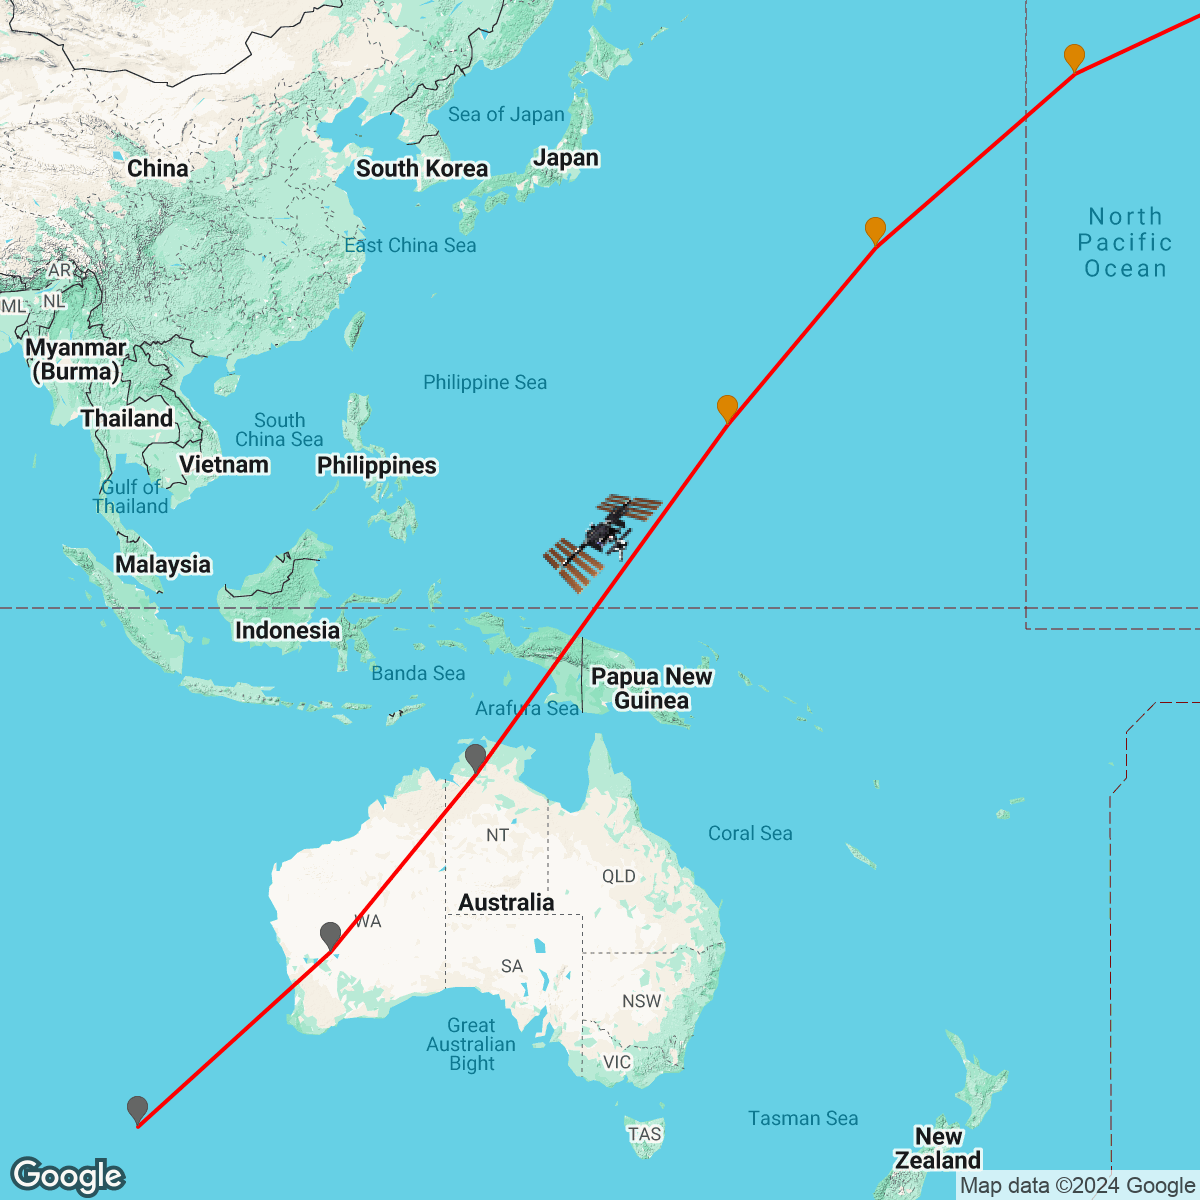 Sea of Japan
Japan
China
South Korea
North
Pacific
Ocean
East China Sea
AR
ML
NL
Myanmar
(Burma)
Philippine Sea
Thailand
South
China Sea
Vietnam
Philippines
Gulf of
Thailand
Malaysia
Indonesia
Banda Sea
Papua New
Guinea
Arafura Sea
NT
Coral Sea
QLD
Australia
WA
SA
NSW
Great
Australian
Bight
VIC
Tasman Sea
TAS
New
Zealand
Google
Map data ©2024 Google